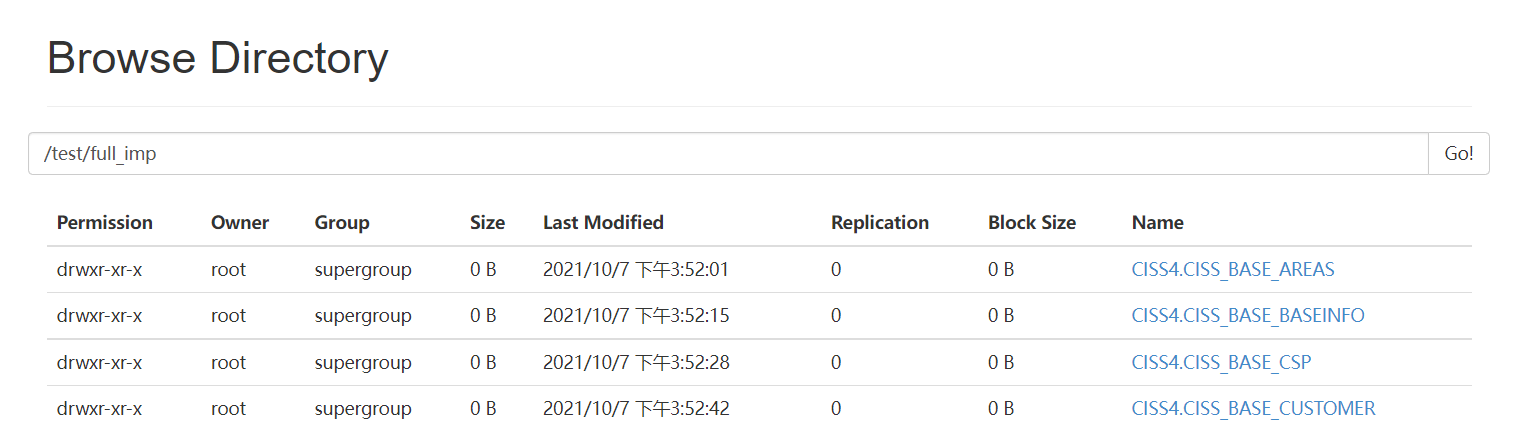 Browse Directory
/test/full_imp Go!
Permission Owner Group Size Last Modified Replication Block Size Name
drwxr-xr-x root supergroup 0 B 2021/10/7 下午3:52:01 0 0 B CISS4.CISS_BASE_AREAS
drwxr-xr-x root supergroup 0 B 2021/10/7 下午3:52:15 0 0 B CISS4.CISS_BASE_BASEINFO
drwxr-xr-x root supergroup 0 B 2021/10/7 下午3:52:28 0 0 B CISS4.CISS_BASE_CSP
drwxr-xr-x root supergroup 0 B 2021/10/7 下午3:52:42 0 0 B CISS4.CISS_BASE_CUSTOMER